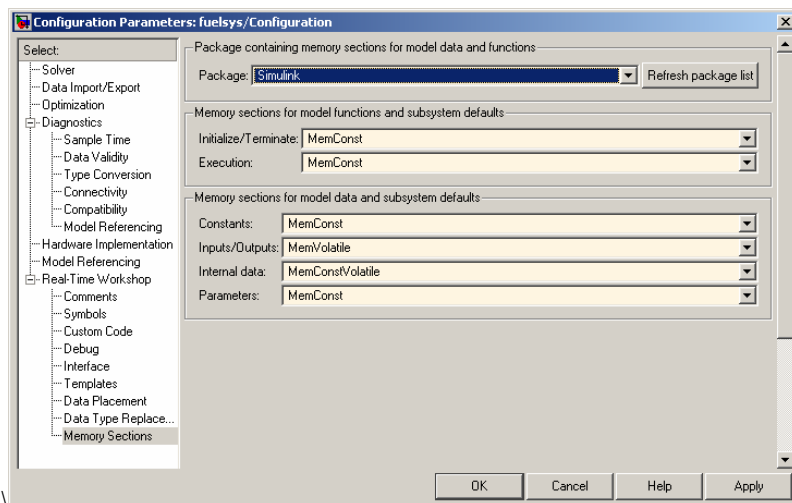 Configuration Parameters: fuelsys/Configuration
Select:
Solver
Data Import/Export
Optimization
Diagnostics
Sample Time
Data Validity
Type Conversion
Connectivity
Compatibility
Model Referencing
Hardware Implementation
Model Referencing
Real-Time Workshop
Comments
Symbols
Custom Code
Debug
Interface
Templates
Data Placement
Data Type Replace...
Memory Sections
Package containing memory sections for model data and functions
Package: Simulink Refresh package list
Memory sections for model functions and subsystem defaults
Initialize/Terminate: MemConst
Execution: MemConst
Memory sections for model data and subsystem defaults
Constants: MemConst
Inputs/Outputs: MemVolatile
Internal data: MemConstVolatile
Parameters: MemConst
OK Cancel Help Apply
\